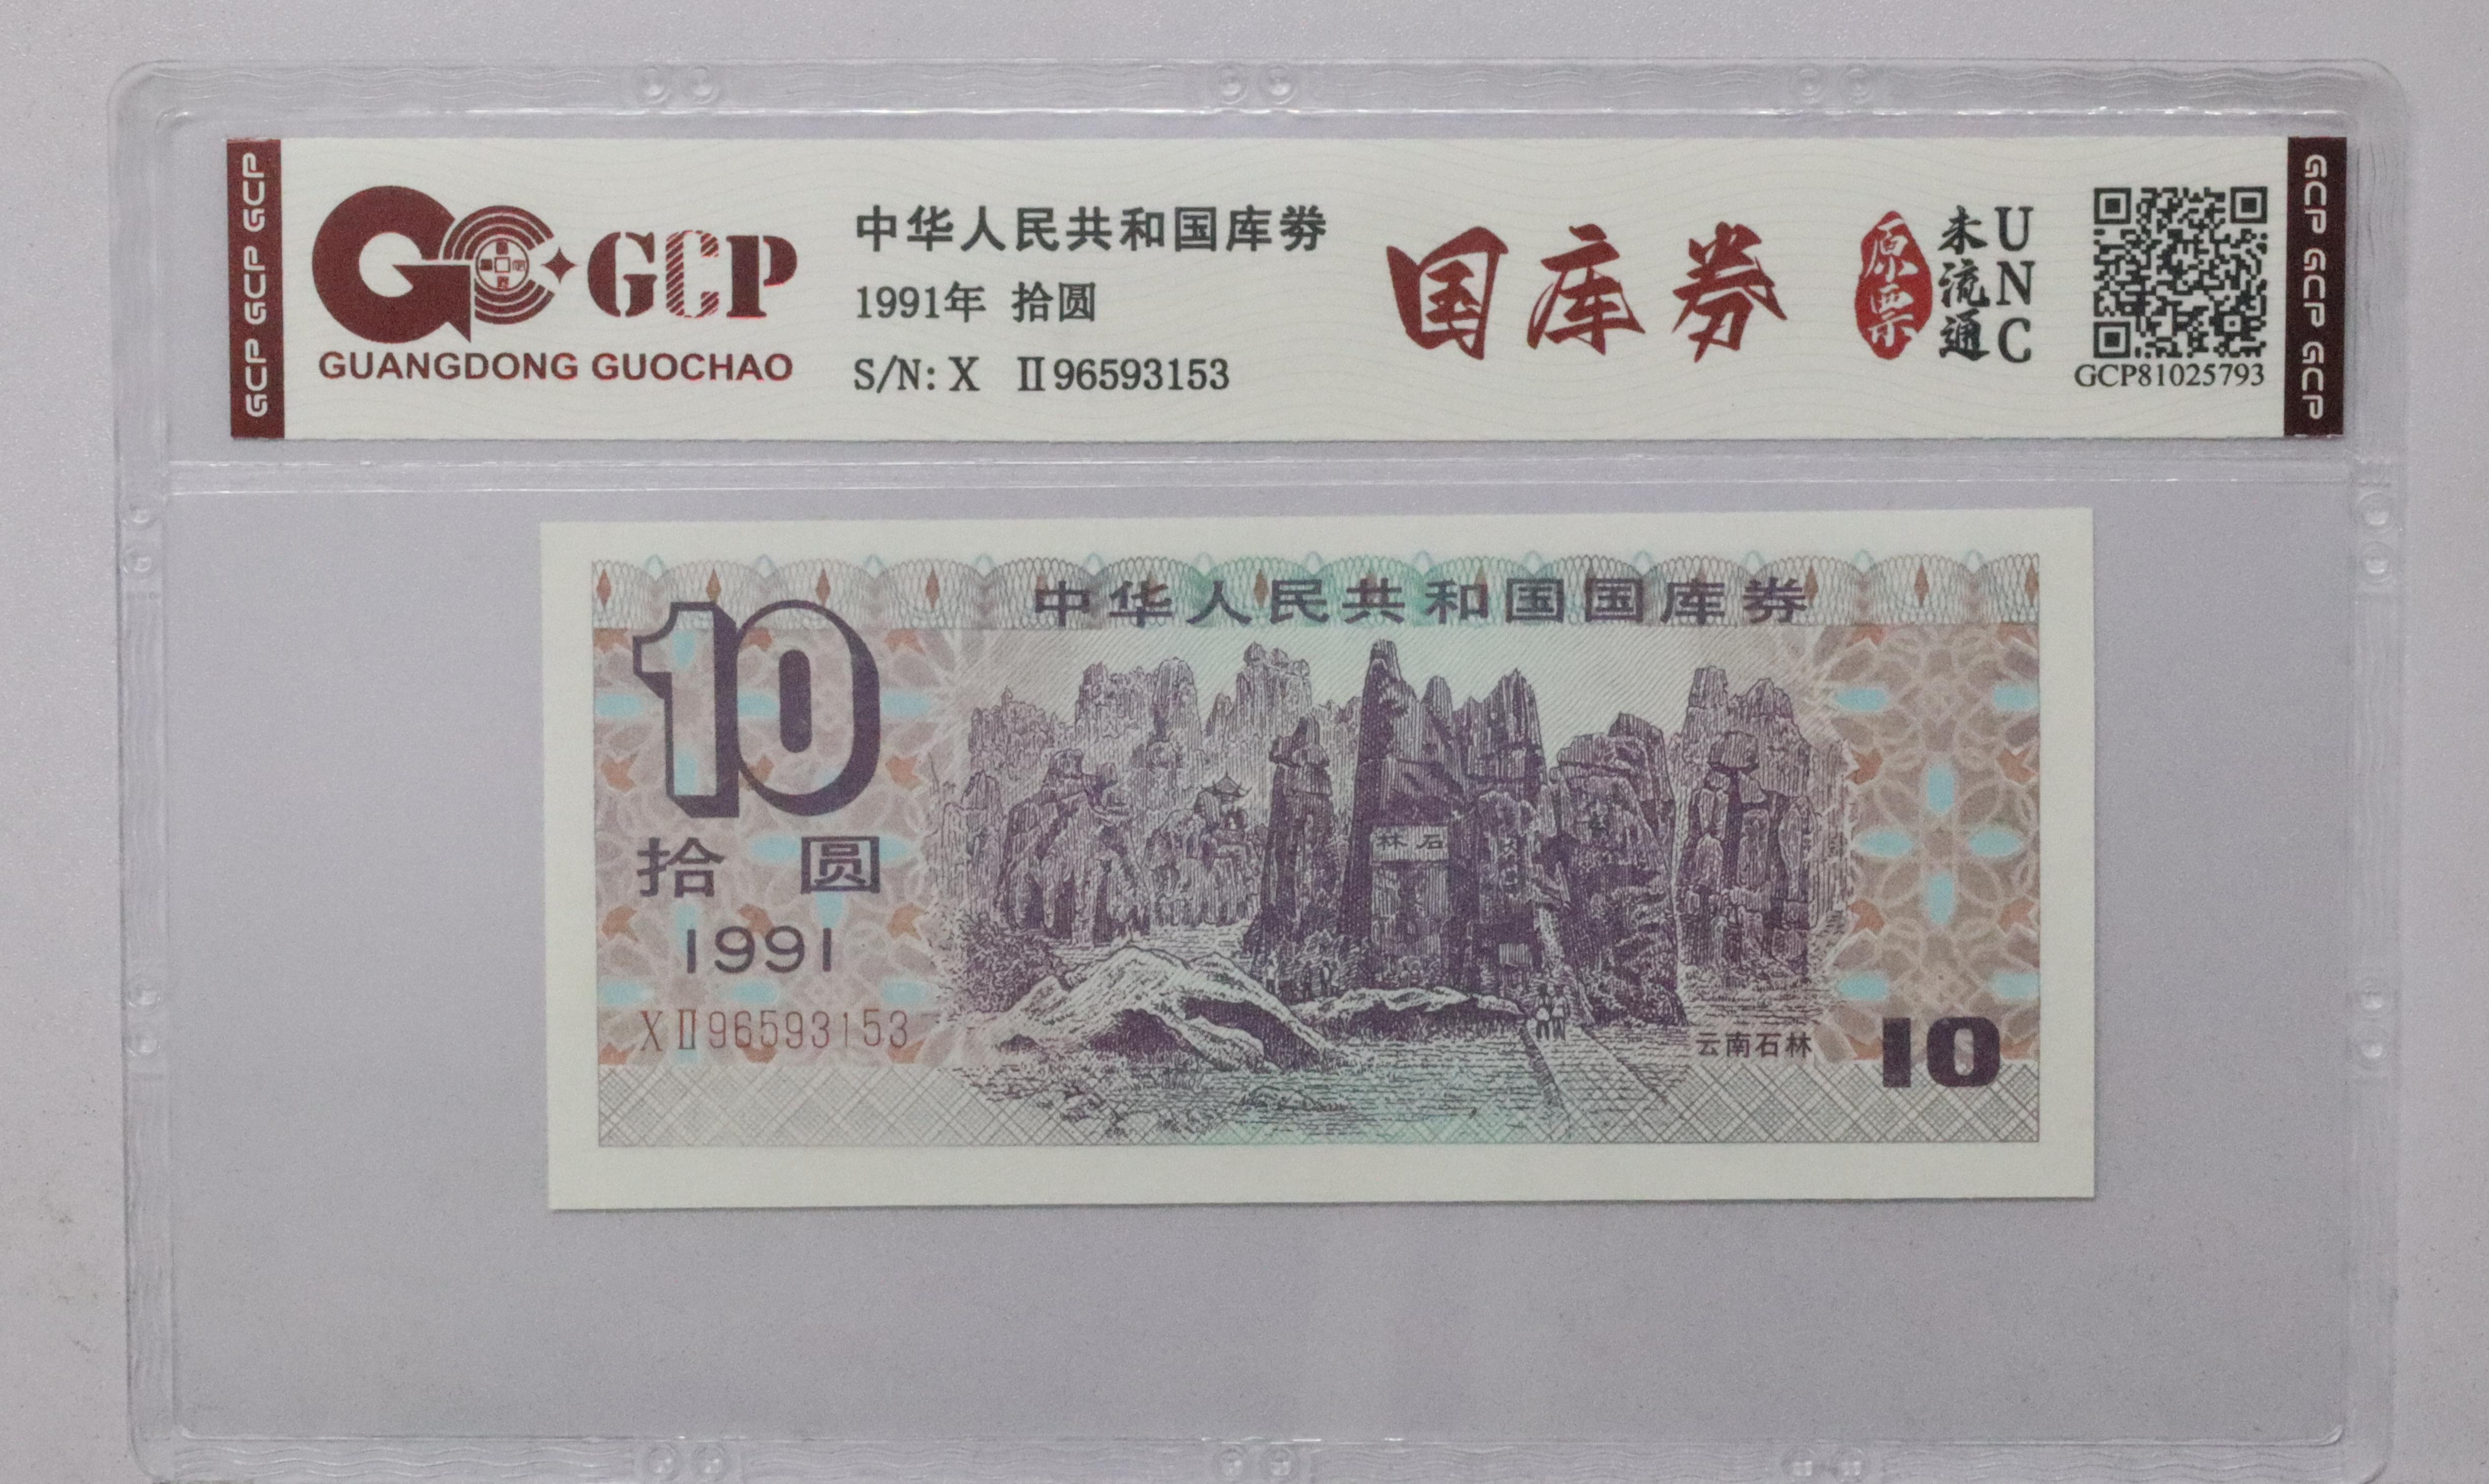 GCP GCP GCP
GCP
GUANGDONG GUOCHAO
中华人民共和国库券
1991年 拾圆
S/N: X Ⅱ96593153
国库券
原票
未流通
UNC
GCP81025793
GCP GCP GCP
中华人民共和国国库券
10
拾圆
1991
XⅡ96593153
林石
云南石林
10